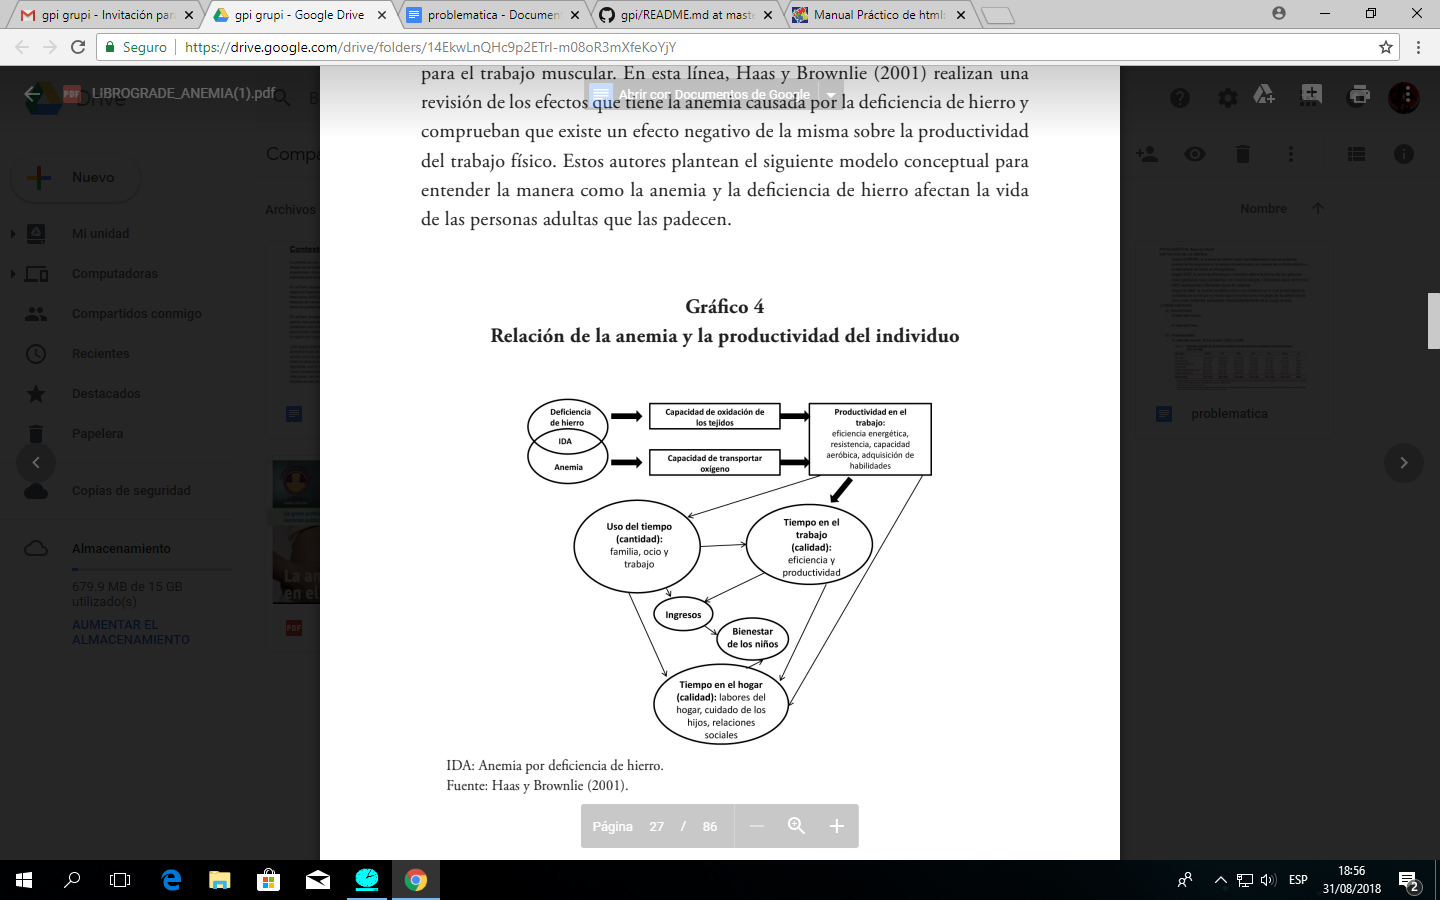 gpi grupi - Invitación par
gpi grupi - Google Drive
problematica - Document
gpi/README.md at maste
Manual Práctico de html:
Seguro
https://drive.google.com/drive/folders/14EkwLnQHc9p2ETrl-m08oR3mXfeKoYjY
LIBROGRADE_ANEMIA(1).pdf
Abrir con Documentos de Google
Nuevo
Mi unidad
Computadoras
Compartidos conmigo
Recientes
Destacados
Papelera
Copias de seguridad
Almacenamiento
679.9 MB de 15 GB
utilizado(s)
AUMENTAR EL
ALMACENAMIENTO
Compa
Archivos
Nombre
problematica
para el trabajo muscular. En esta línea, Haas y Brownlie (2001) realizan una
revisión de los efectos que tiene la anemia causada por la deficiencia de hierro y
comprueban que existe un efecto negativo de la misma sobre la productividad
del trabajo físico. Estos autores plantean el siguiente modelo conceptual para
entender la manera como la anemia y la deficiencia de hierro afectan la vida
de las personas adultas que las padecen.
Gráfico 4
Relación de la anemia y la productividad del individuo
Deficiencia
de hierro
IDA
Anemia
Capacidad de oxidación de
los tejidos
Capacidad de transportar
oxígeno
Productividad en el
trabajo:
eficiencia energética,
resistencia, capacidad
aeróbica, adquisición de
habilidades
Uso del tiempo
(cantidad):
familia, ocio y
trabajo
Tiempo en el
trabajo
(calidad):
eficiencia y
productividad
Ingresos
Bienestar
de los niños
Tiempo en el hogar
(calidad): labores del
hogar, cuidado de los
hijos, relaciones
sociales
IDA: Anemia por deficiencia de hierro.
Fuente: Haas y Brownlie (2001).
Página 27 / 86
ESP
18:56
31/08/2018
2